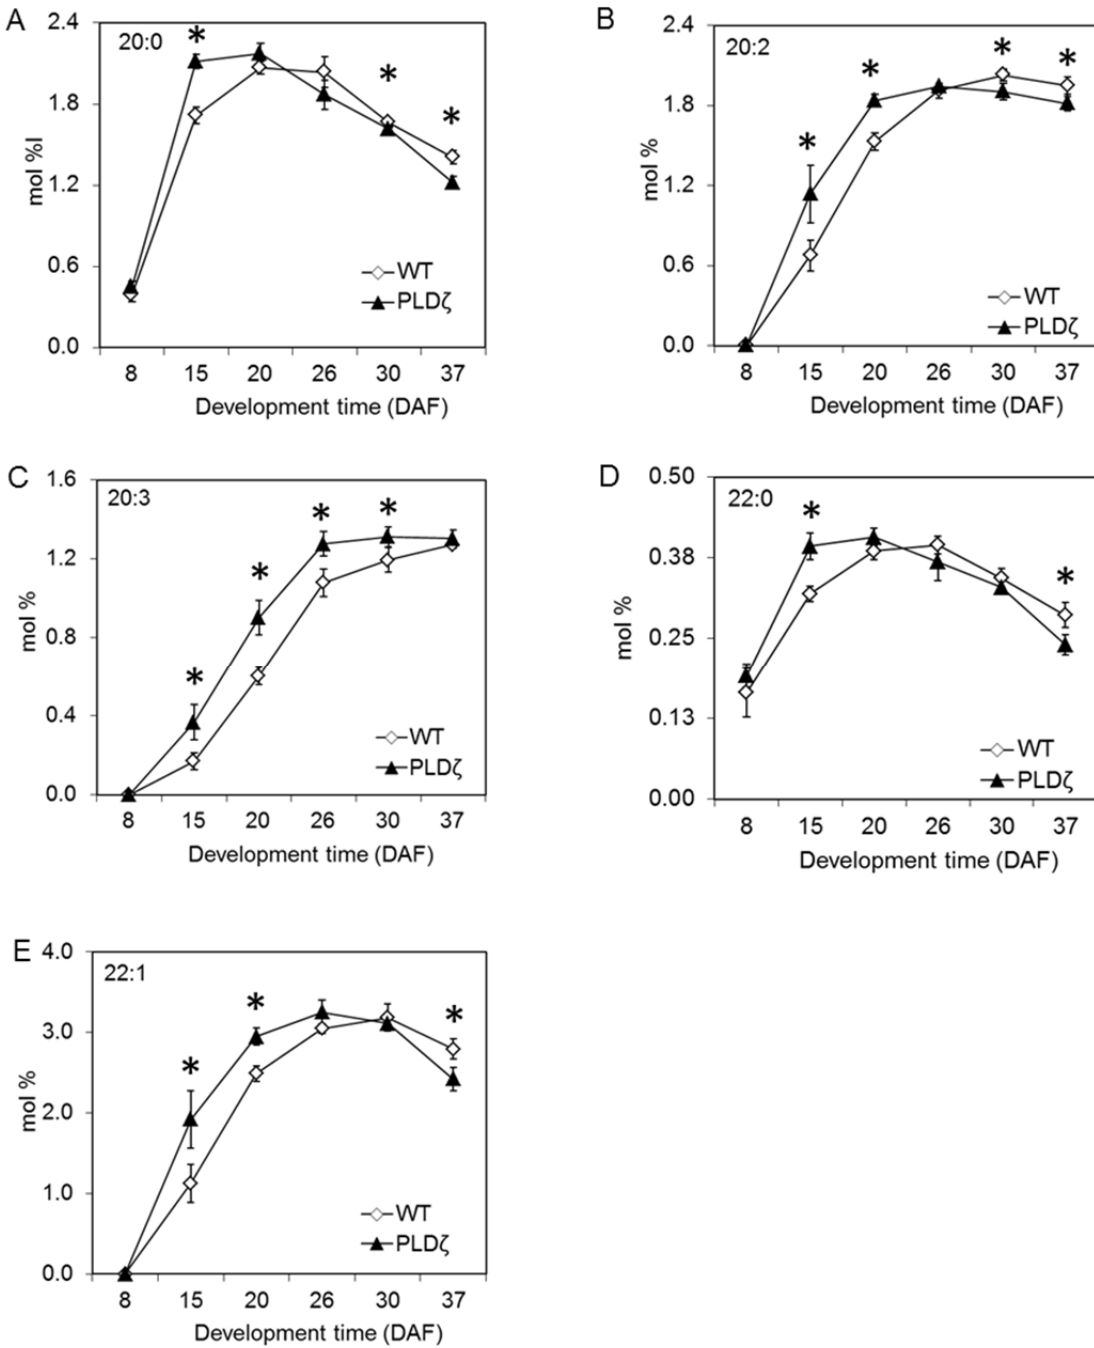 A
20:0
2.4
1.8
1.2
0.6
0.0
mol %l
* * *
WT
PLDζ
8 15 20 26 30 37
Development time (DAF)
B
20:2
2.4
1.8
1.2
0.6
0.0
mol %
* * * *
WT
PLDζ
8 15 20 26 30 37
Development time (DAF)
C
20:3
1.6
1.2
0.8
0.4
0.0
mol %
* * * *
WT
PLDζ
8 15 20 26 30 37
Development time (DAF)
D
22:0
0.50
0.38
0.25
0.13
0.00
mol %
* *
WT
PLDζ
8 15 20 26 30 37
Development time (DAF)
E
22:1
4.0
3.0
2.0
1.0
0.0
mol %
* * *
WT
PLDζ
8 15 20 26 30 37
Development time (DAF)